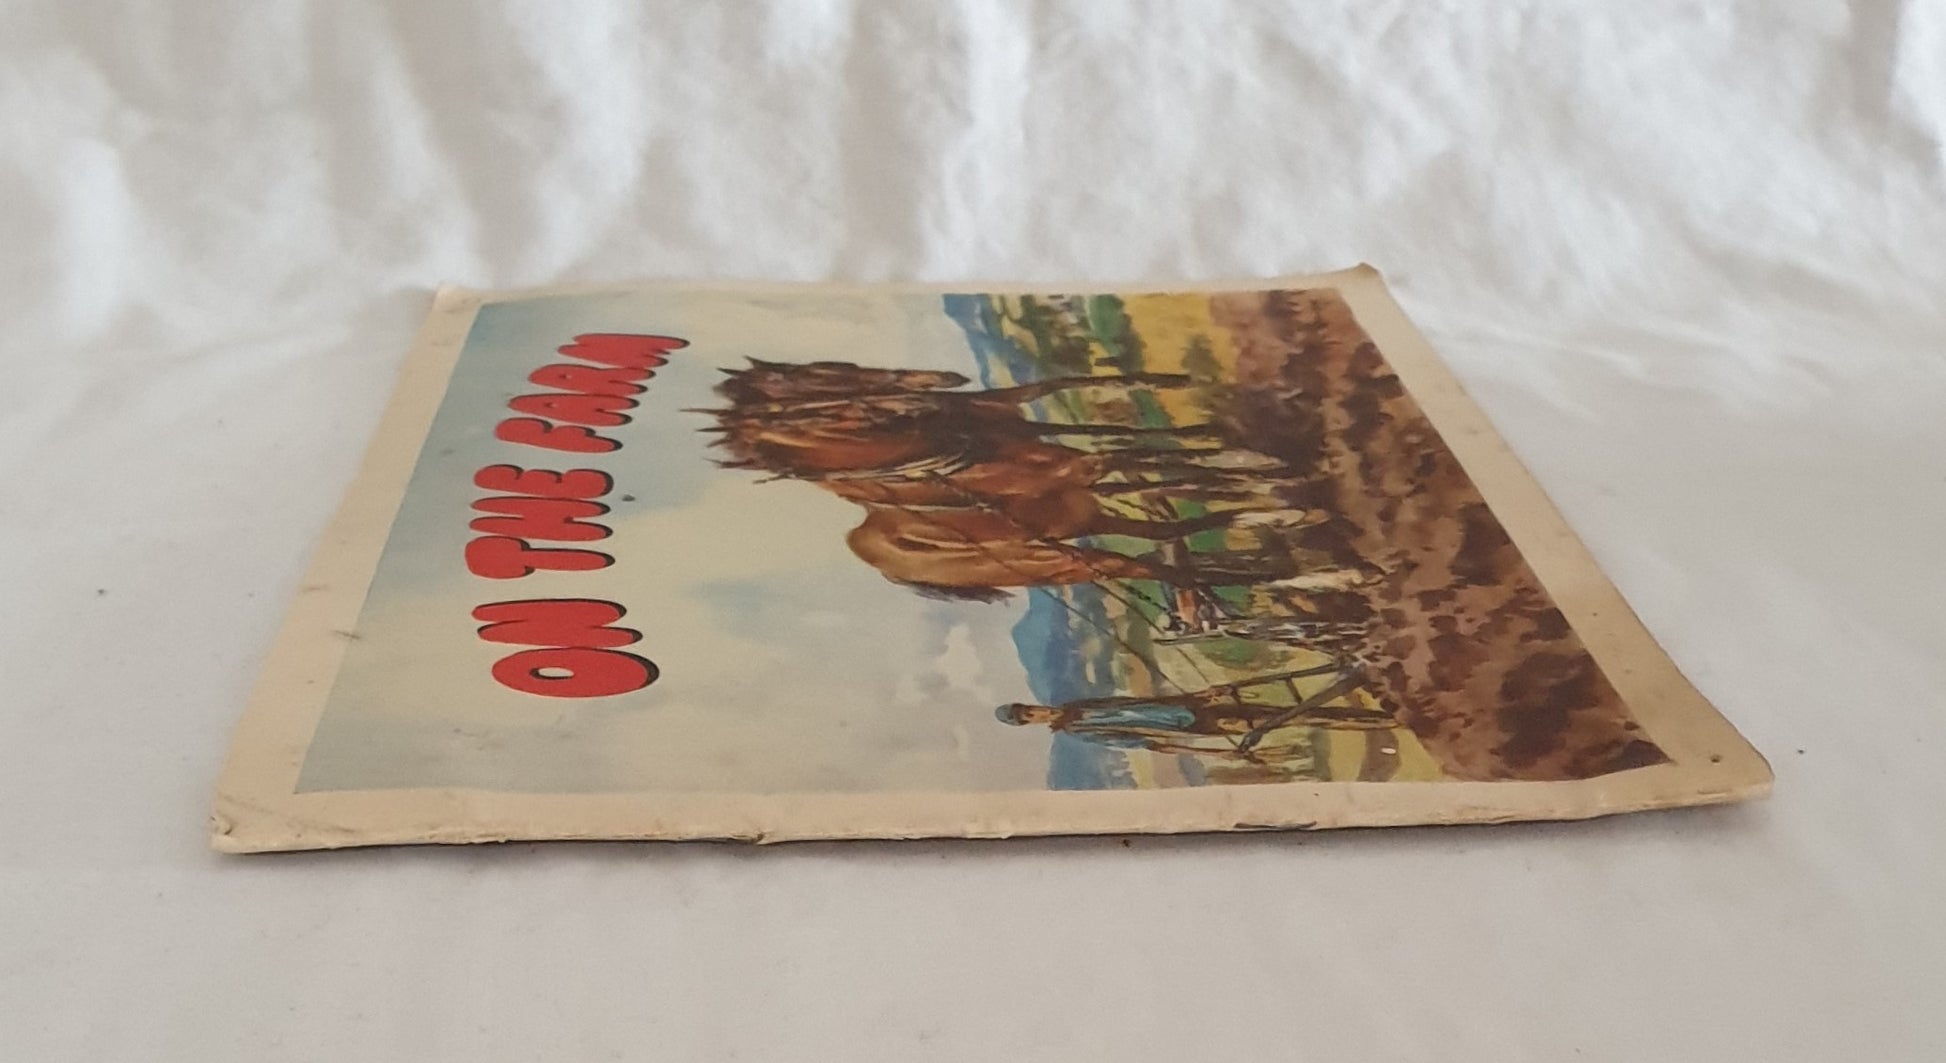 ON THE FARM